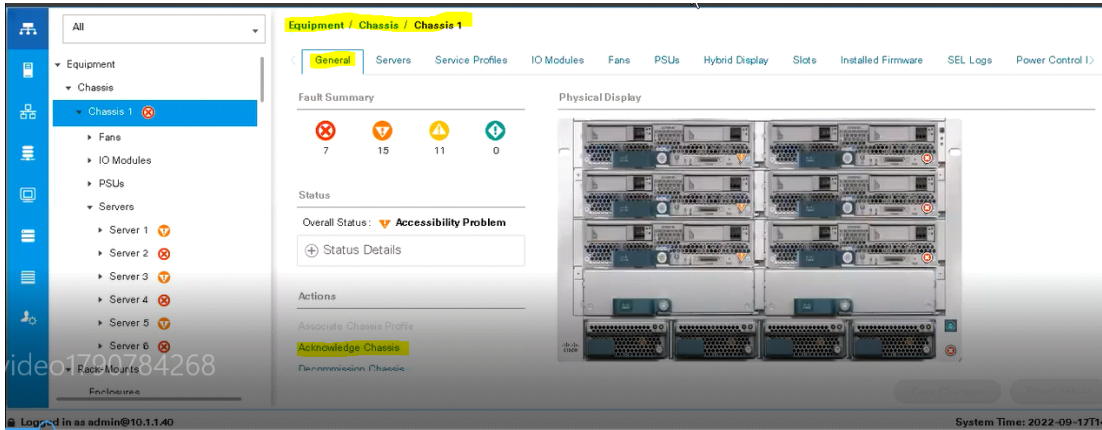 All
Equipment
Chassis
Chassis 1
Fans
IO Modules
PSUs
Servers
Server 1
Server 2
Server 3
Server 4
Server 5
Server 6
Rack-Mounts
Enclosures
video1790784268
Equipment / Chassis / Chassis 1
General Servers Service Profiles IO Modules Fans PSUs Hybrid Display Slots Installed Firmware SEL Logs Power Control
Fault Summary
7 15 11 0
Status
Overall Status : Accessibility Problem
Status Details
Actions
Associate Chassis Profile
Acknowledge Chassis
Decommission Chassis
Physical Display
CISCO
Logged in as admin@10.1.1.40
System Time: 2022-09-17T1